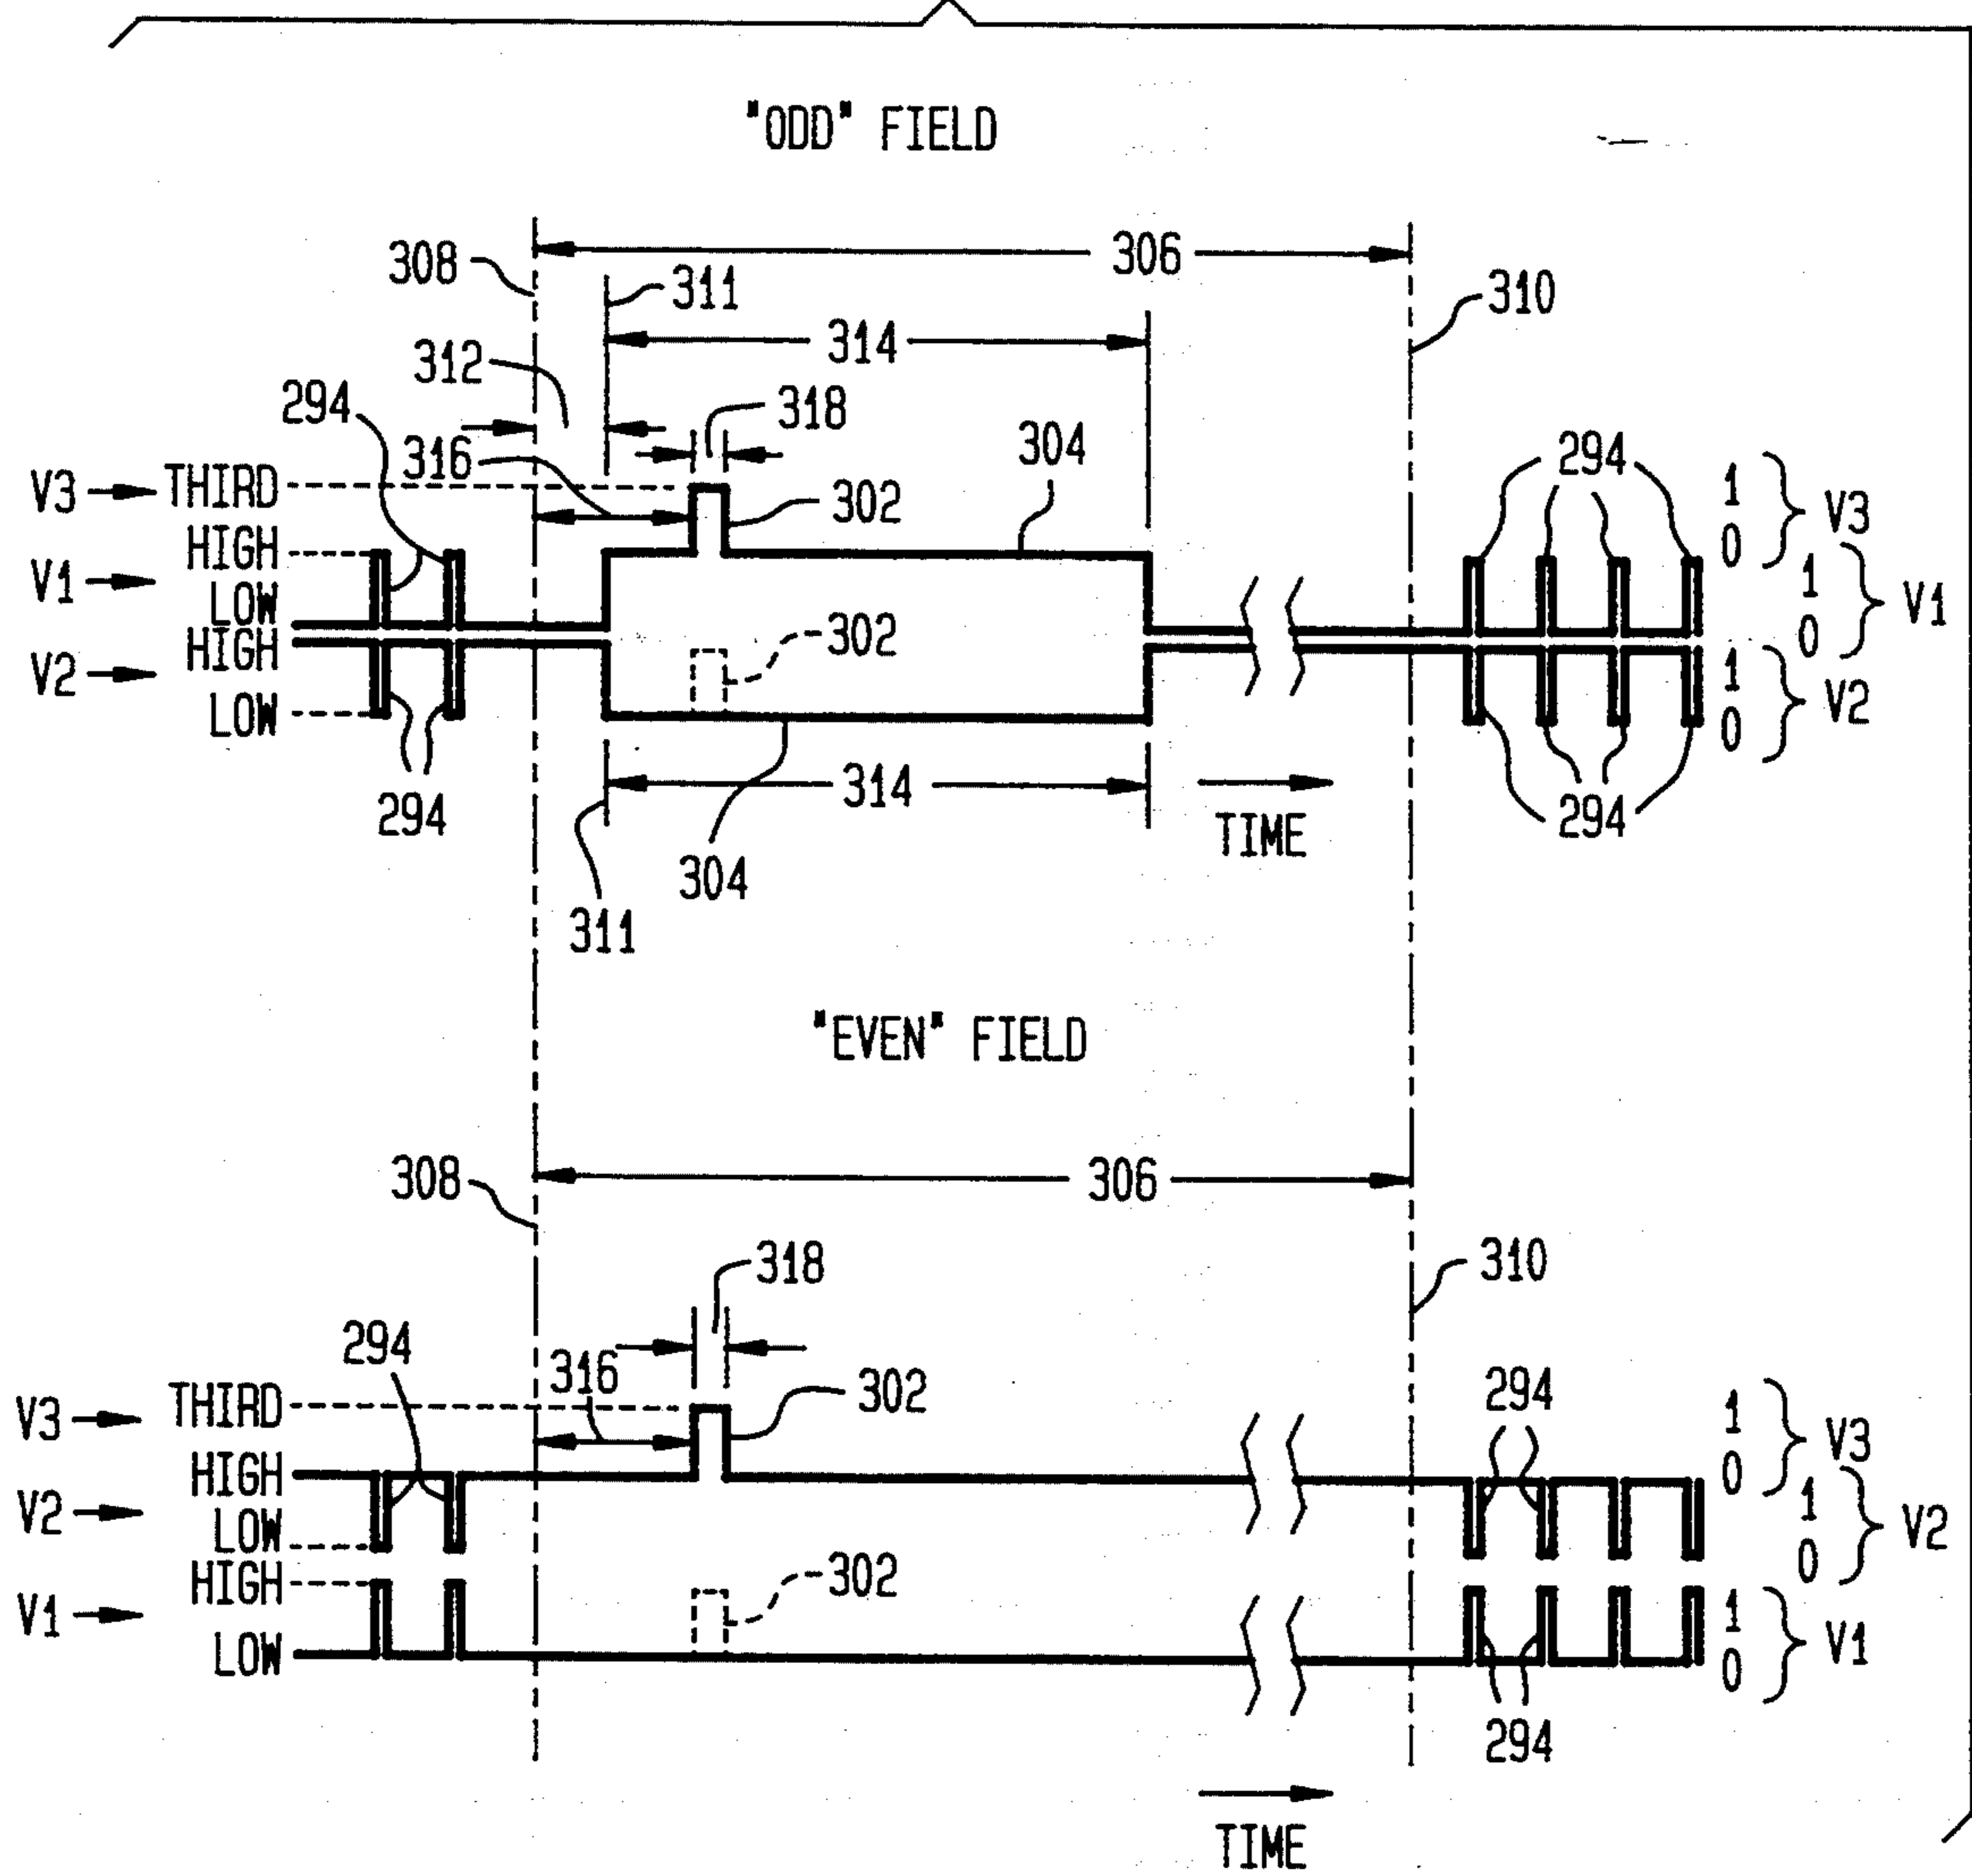 "ODD" FIELD
308
306
311
310
312
314
294
318
316
304
294
V3 THIRD
302
1
0
V3
HIGH
V1
LOW
1
0
V1
HIGH
302
V2
LOW
1
0
V2
294
314
294
TIME
304
311
"EVEN" FIELD
308
306
318
310
294
316
302
294
V3 THIRD
1
0
V3
HIGH
V2
LOW
1
0
V2
HIGH
302
V1
LOW
1
0
V1
294
TIME